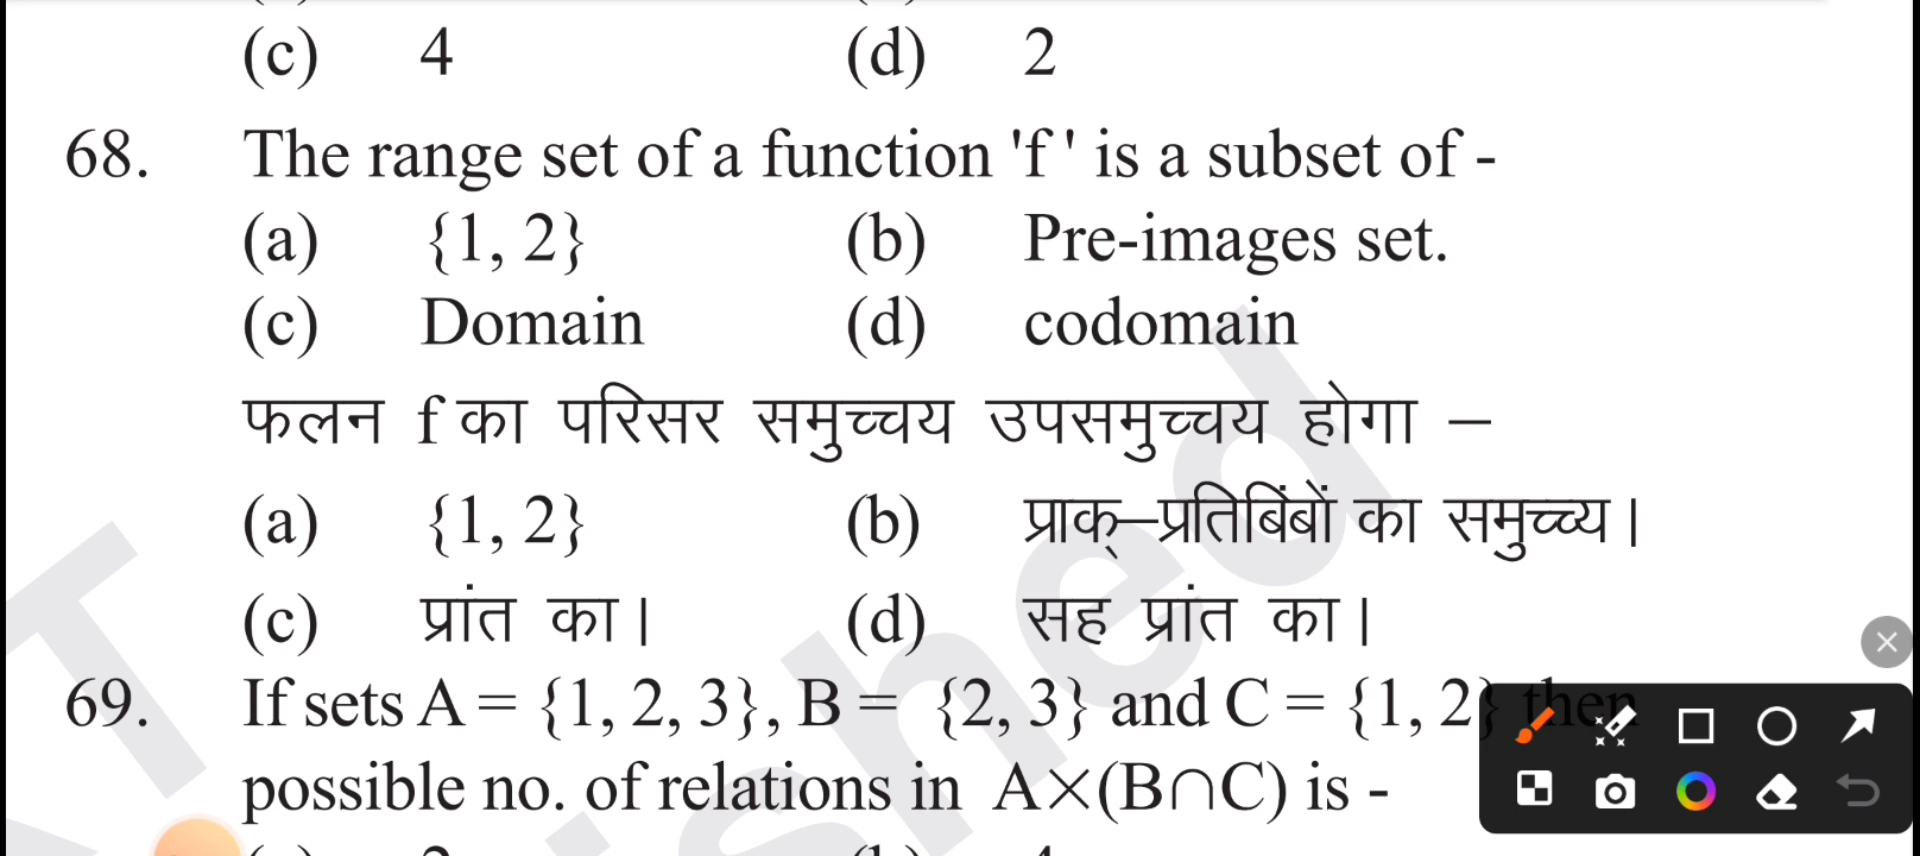 (c) 4 (d) 2
68. The range set of a function 'f ' is a subset of -
(a) {1, 2} (b) Pre-images set.
(c) Domain (d) codomain
फलन f का परिसर समुच्चय उपसमुच्चय होगा –
(a) {1, 2} (b) प्राक्–प्रतिबिंबों का समुच्च्य।
(c) प्रांत का। (d) सह प्रांत का।
69. If sets A = {1, 2, 3}, B = {2, 3} and C = {1, 2} then
possible no. of relations in A×(B∩C) is -